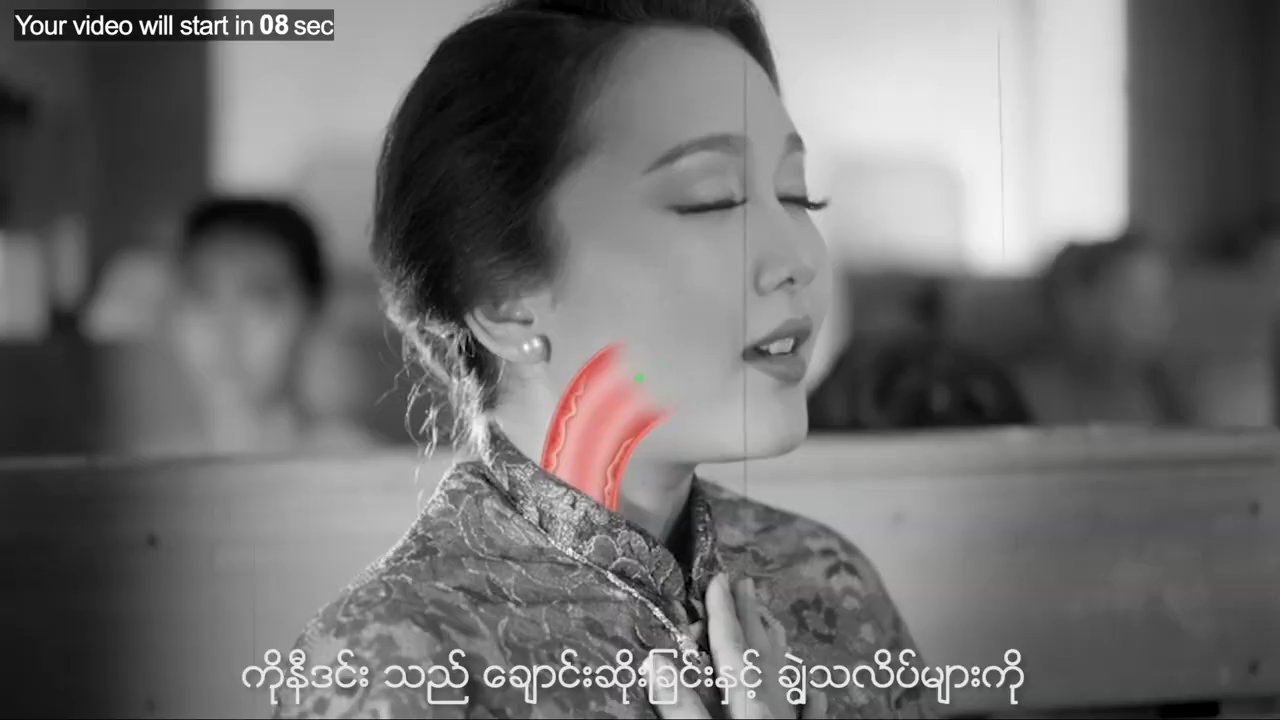 Your video will start in 08 sec
ကိုနီဒင်း သည် ချောင်းဆိုးခြင်းနှင့် ချွဲသလိပ်များကို